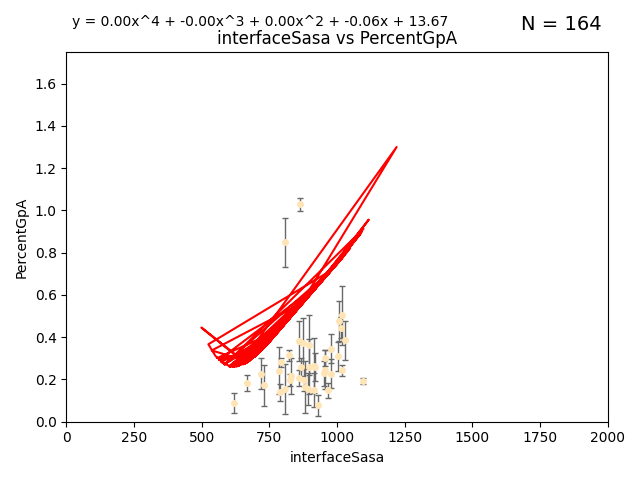 y = 0.00x^4 + -0.00x^3 + 0.00x^2 + -0.06x + 13.67
N = 164
interfaceSasa vs PercentGpA
PercentGpA
1.6
1.4
1.2
1.0
0.8
0.6
0.4
0.2
0.0
0 250 500 750 1000 1250 1500 1750 2000
interfaceSasa